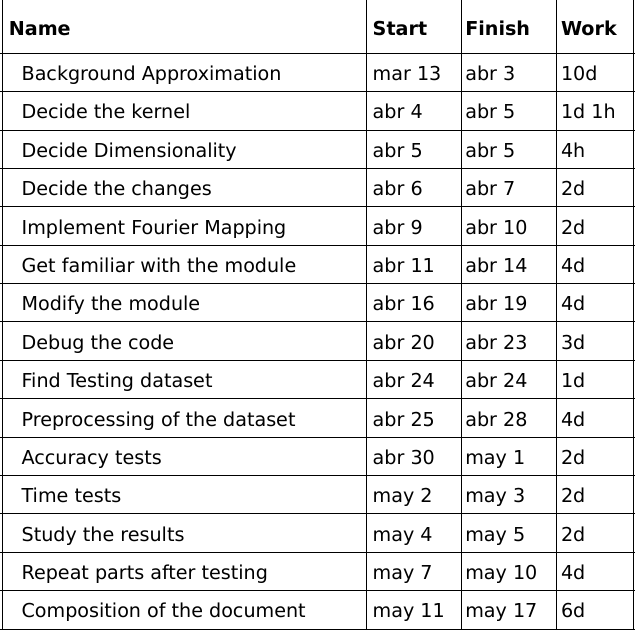 Name Start Finish Work
Background Approximation mar 13 abr 3 10d
Decide the kernel abr 4 abr 5 1d 1h
Decide Dimensionality abr 5 abr 5 4h
Decide the changes abr 6 abr 7 2d
Implement Fourier Mapping abr 9 abr 10 2d
Get familiar with the module abr 11 abr 14 4d
Modify the module abr 16 abr 19 4d
Debug the code abr 20 abr 23 3d
Find Testing dataset abr 24 abr 24 1d
Preprocessing of the dataset abr 25 abr 28 4d
Accuracy tests abr 30 may 1 2d
Time tests may 2 may 3 2d
Study the results may 4 may 5 2d
Repeat parts after testing may 7 may 10 4d
Composition of the document may 11 may 17 6d